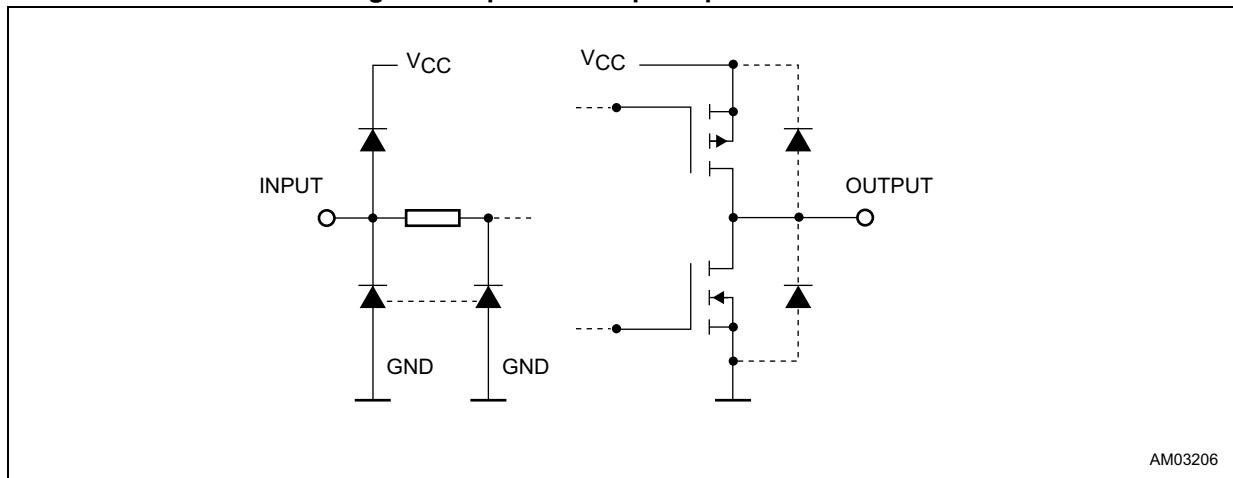 VCC
VCC
INPUT
OUTPUT
GND
GND
AM03206